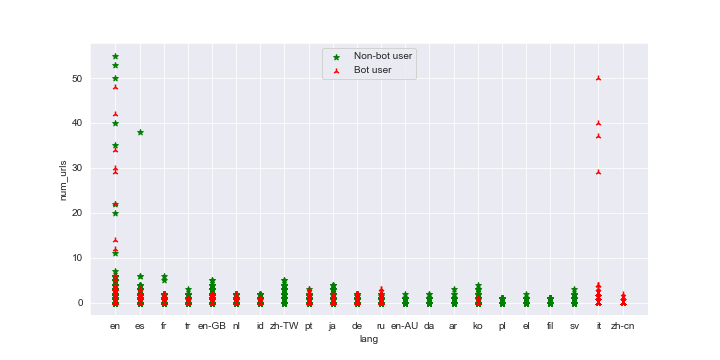 Non-bot user
Bot user
50
40
30
20
10
0
num_urls
en es fr tr en-GB nl id zh-TW pt ja de ru en-AU da ar ko pl el fil sv it zh-cn
lang